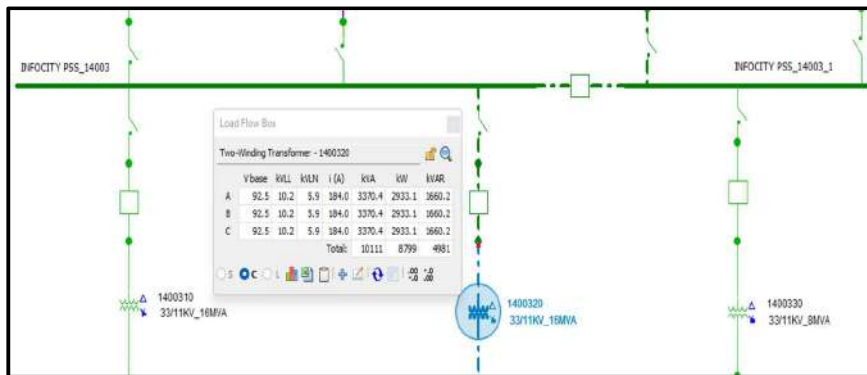 INFOCITY PSS_14003
INFOCITY PSS_14003_1
Load Flow Box
Two-Winding Transformer - 1400320
V base kVLL kVLN i (A) kVA kW kVAR
A 92.5 10.2 5.9 184.0 3370.4 2933.1 1660.2
B 92.5 10.2 5.9 184.0 3370.4 2933.1 1660.2
C 92.5 10.2 5.9 184.0 3370.4 2933.1 1660.2
Total: 10111 8799 4981
S C L
1400310
33/11KV_16MVA
1400320
33/11KV_16MVA
1400330
33/11KV_8MVA